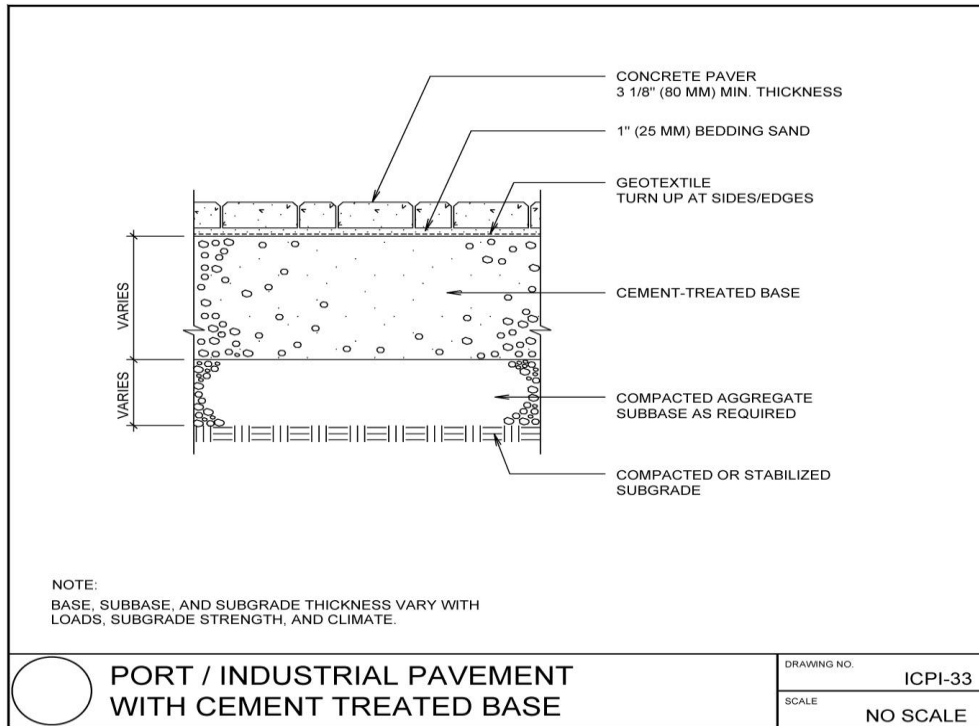 CONCRETE PAVER
3 1/8" (80 MM) MIN. THICKNESS
1" (25 MM) BEDDING SAND
GEOTEXTILE
TURN UP AT SIDES/EDGES
VARIES
CEMENT-TREATED BASE
VARIES
COMPACTED AGGREGATE
SUBBASE AS REQUIRED
COMPACTED OR STABILIZED
SUBGRADE
NOTE:
BASE, SUBBASE, AND SUBGRADE THICKNESS VARY WITH
LOADS, SUBGRADE STRENGTH, AND CLIMATE.
PORT / INDUSTRIAL PAVEMENT
WITH CEMENT TREATED BASE
DRAWING NO.
ICPI-33
SCALE
NO SCALE